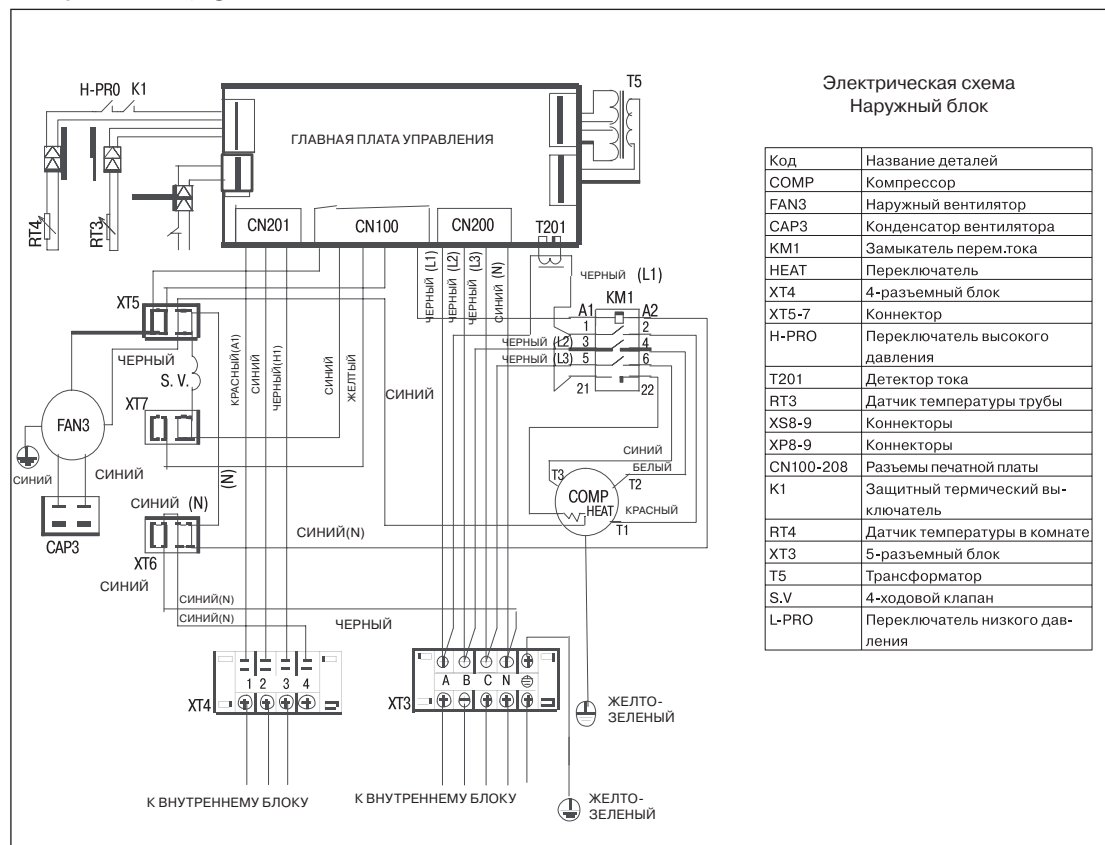 Электрическая схема
Наружный блок
H-PR0 K1
T5
ГЛАВНАЯ ПЛАТА УПРАВЛЕНИЯ
RT4
RT3
CN201
CN100
CN200
T201
ЧЕРНЫЙ (L1)
ЧЕРНЫЙ (L2)
ЧЕРНЫЙ (L3)
СИНИЙ (N)
ЧЕРНЫЙ (L1)
KM1
A1 A2
1 2
ЧЕРНЫЙ (L2) 3 4
ЧЕРНЫЙ (L3) 5 6
21 22
XT5
ЧЕРНЫЙ
S. V.
КРАСНЫЙ(A1)
СИНИЙ
ЧЕРНЫЙ(H1)
СИНИЙ
ЖЕЛТЫЙ
СИНИЙ
XT7
FAN3
СИНИЙ
СИНИЙ
(N)
СИНИЙ (N)
CAP3
XT6
СИНИЙ
СИНИЙ(N)
СИНИЙ
БЕЛЫЙ
T3
T2
COMP
HEAT
КРАСНЫЙ
T1
СИНИЙ(N)
СИНИЙ(N)
ЧЕРНЫЙ
1 2 3 4
XT4
A B C N
XT3
ЖЕЛТО-
ЗЕЛЕНЫЙ
К ВНУТРЕННЕМУ БЛОКУ
К ВНУТРЕННЕМУ БЛОКУ
ЖЕЛТО-
ЗЕЛЕНЫЙ
Код Название деталей
COMP Компрессор
FAN3 Наружный вентилятор
CAP3 Конденсатор вентилятора
KM1 Замыкатель перем.тока
HEAT Переключатель
XT4 4-разъемный блок
XT5-7 Коннектор
H-PRO Переключатель высокого
давления
T201 Детектор тока
RT3 Датчик температуры трубы
XS8-9 Коннекторы
XP8-9 Коннекторы
CN100-208 Разъемы печатной платы
K1 Защитный термический вы-
ключатель
RT4 Датчик температуры в комнате
XT3 5-разъемный блок
T5 Трансформатор
S.V 4-ходовой клапан
L-PRO Переключатель низкого дав-
ления